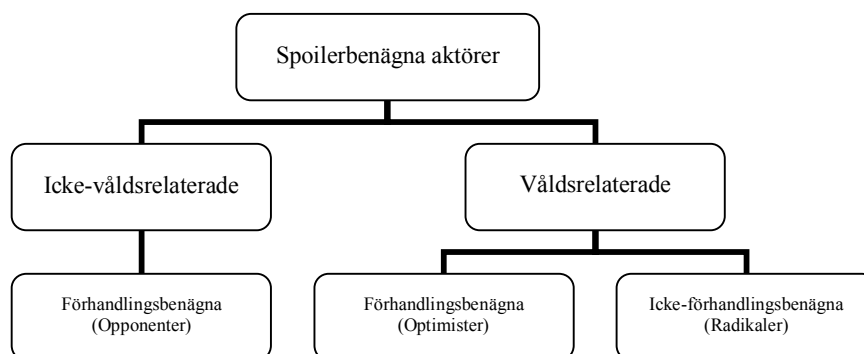 Spoilerbenägna aktörer
Icke-våldsrelaterade
Våldsrelaterade
Förhandlingsbenägna
(Opponenter)
Förhandlingsbenägna
(Optimister)
Icke-förhandlingsbenägna
(Radikaler)